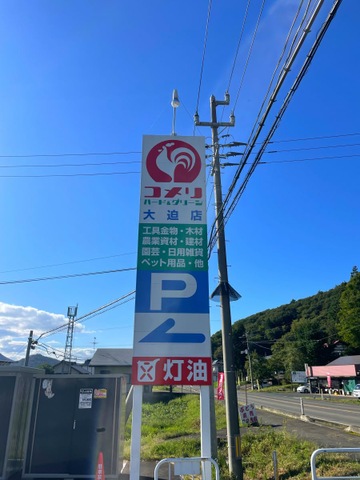 コメリ
ハード&グリーン
大迫店
工具金物・木材
農業資材・建材
園芸・日用雑貨
ペット用品・他
P
灯油